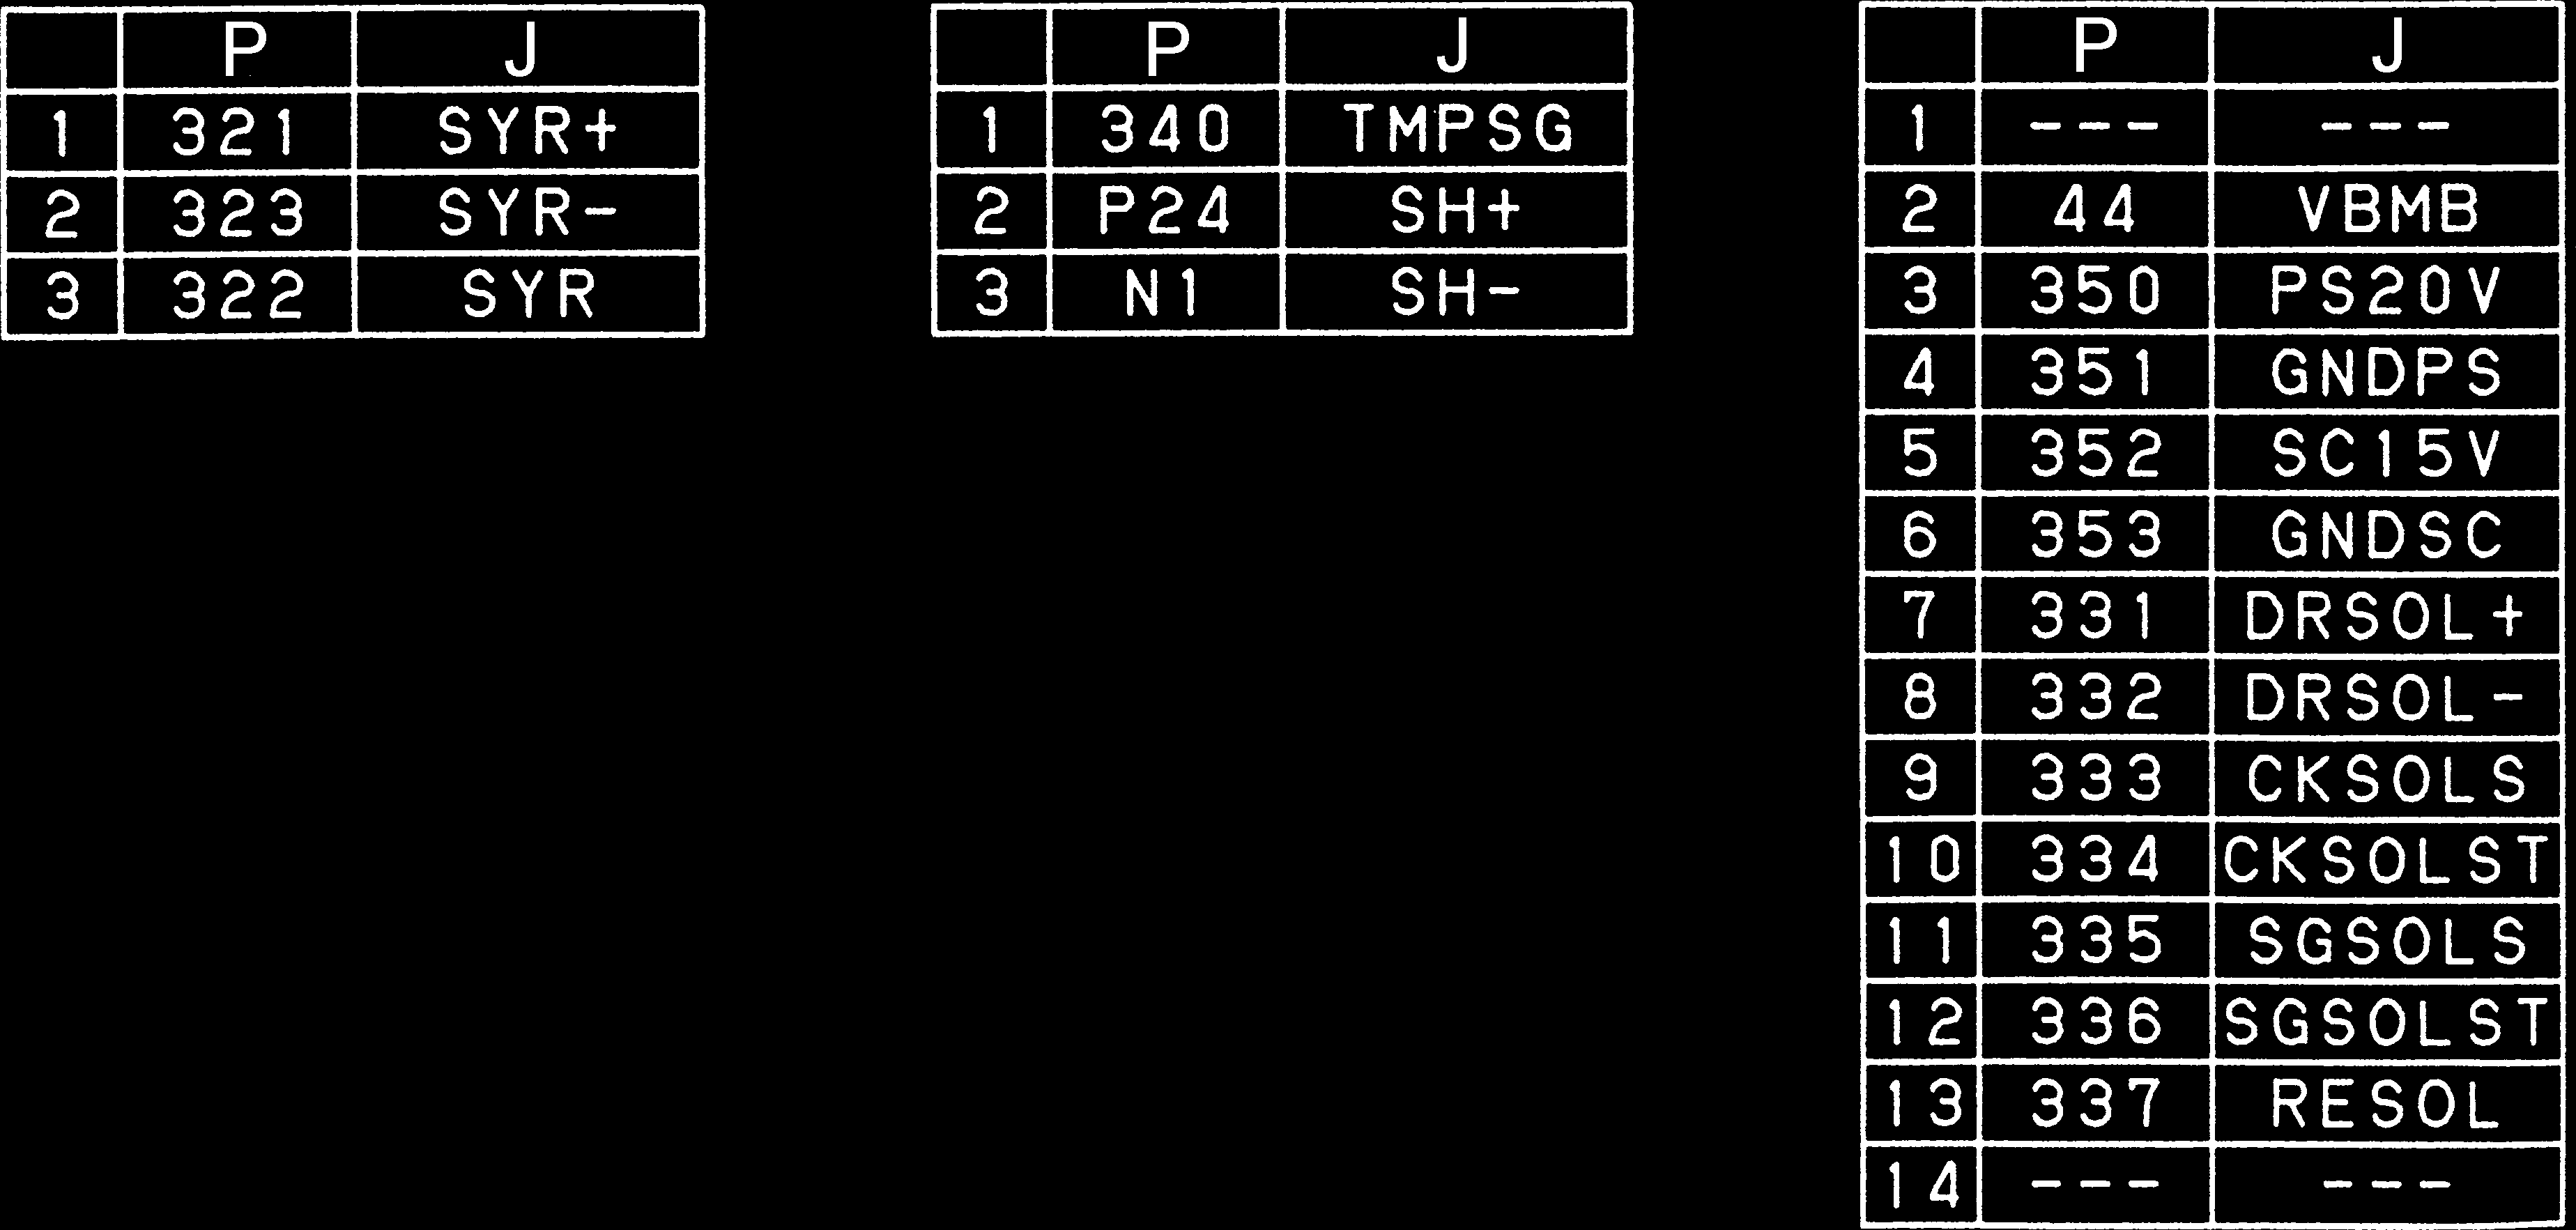 P J
1 321 SYR+
2 323 SYR-
3 322 SYR
P J
1 340 TMPSG
2 P24 SH+
3 N1 SH-
P J
1 --- ---
2 44 VBMB
3 350 PS20V
4 351 GNDPS
5 352 SC15V
6 353 GNDSC
7 331 DRSOL+
8 332 DRSOL-
9 333 CKSOLS
10 334 CKSOLST
11 335 SGSOLS
12 336 SGSOLST
13 337 RESOL
14 --- ---